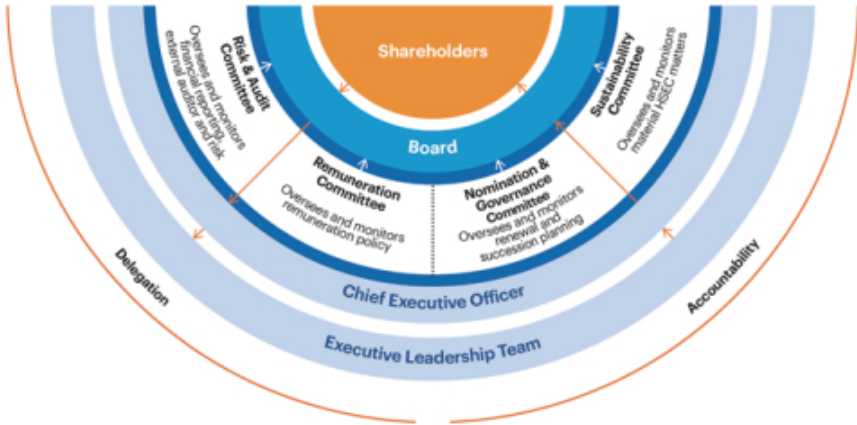 Shareholders
Board
Risk & Audit
Committee
Oversees and monitors
financial reporting
external auditor and risk
Remuneration
Committee
Oversees and monitors
remuneration policy
Nomination &
Governance
Committee
Oversees and monitors
renewal and
succession planning
Sustainability
Committee
Oversees and monitors
material HSEC matters
Chief Executive Officer
Executive Leadership Team
Delegation
Accountability